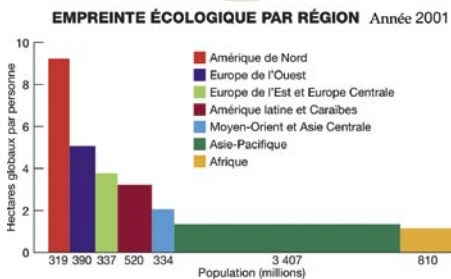 EMPREINTE ÉCOLOGIQUE PAR RÉGION Année 2001
Hectares globaux par personne
10
8
6
4
2
0
Amérique de Nord
Europe de l'Ouest
Europe de l'Est et Europe Centrale
Amérique latine et Caraïbes
Moyen-Orient et Asie Centrale
Asie-Pacifique
Afrique
319 390 337 520 334 3 407 810
Population (millions)